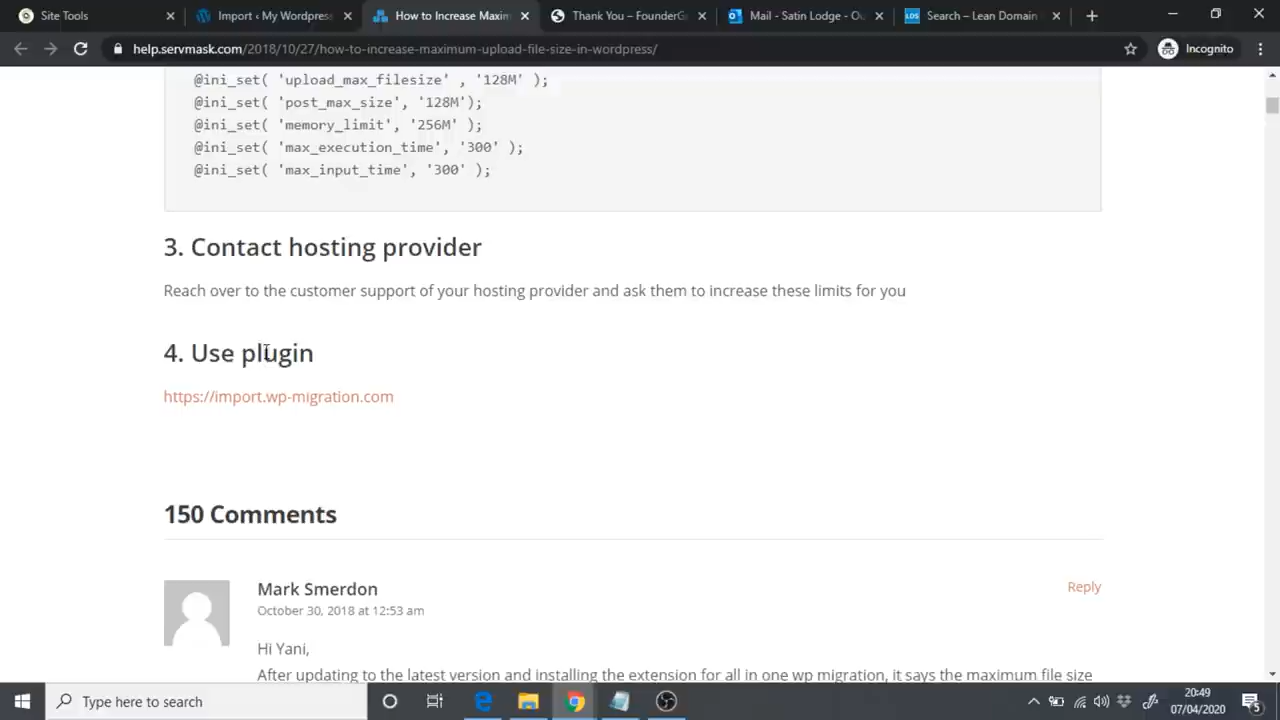 Site Tools
Import ‹ My Wordpress
How to Increase Maxim
Thank You – FounderG
Mail - Satin Lodge - Ou
LDS
Search – Lean Domain
help.servmask.com/2018/10/27/how-to-increase-maximum-upload-file-size-in-wordpress/
Incognito
@ini_set( 'upload_max_filesize' , '128M' );
@ini_set( 'post_max_size', '128M');
@ini_set( 'memory_limit', '256M' );
@ini_set( 'max_execution_time', '300' );
@ini_set( 'max_input_time', '300' );
3. Contact hosting provider
Reach over to the customer support of your hosting provider and ask them to increase these limits for you
4. Use plugin
https://import.wp-migration.com
150 Comments
Mark Smerdon
Reply
October 30, 2018 at 12:53 am
Hi Yani,
After updating to the latest version and installing the extension for all in one wp migration, it says the maximum file size
Type here to search
20:49
07/04/2020
5